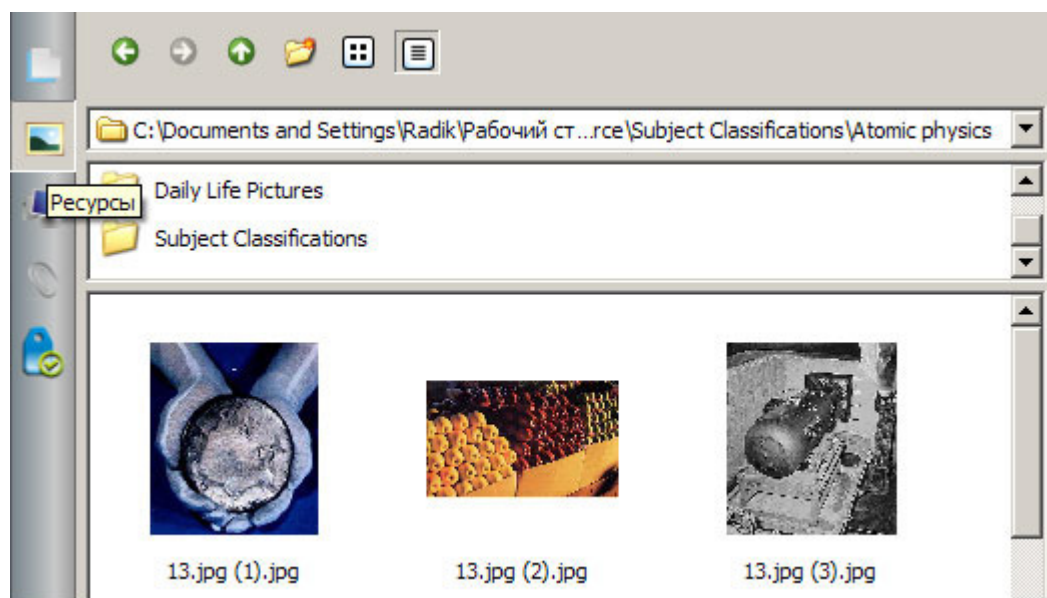 C:\Documents and Settings\Radik\Рабочий ст...rce\Subject Classifications\Atomic physics
Daily Life Pictures
Ресурсы
Subject Classifications
13.jpg (1).jpg
13.jpg (2).jpg
13.jpg (3).jpg